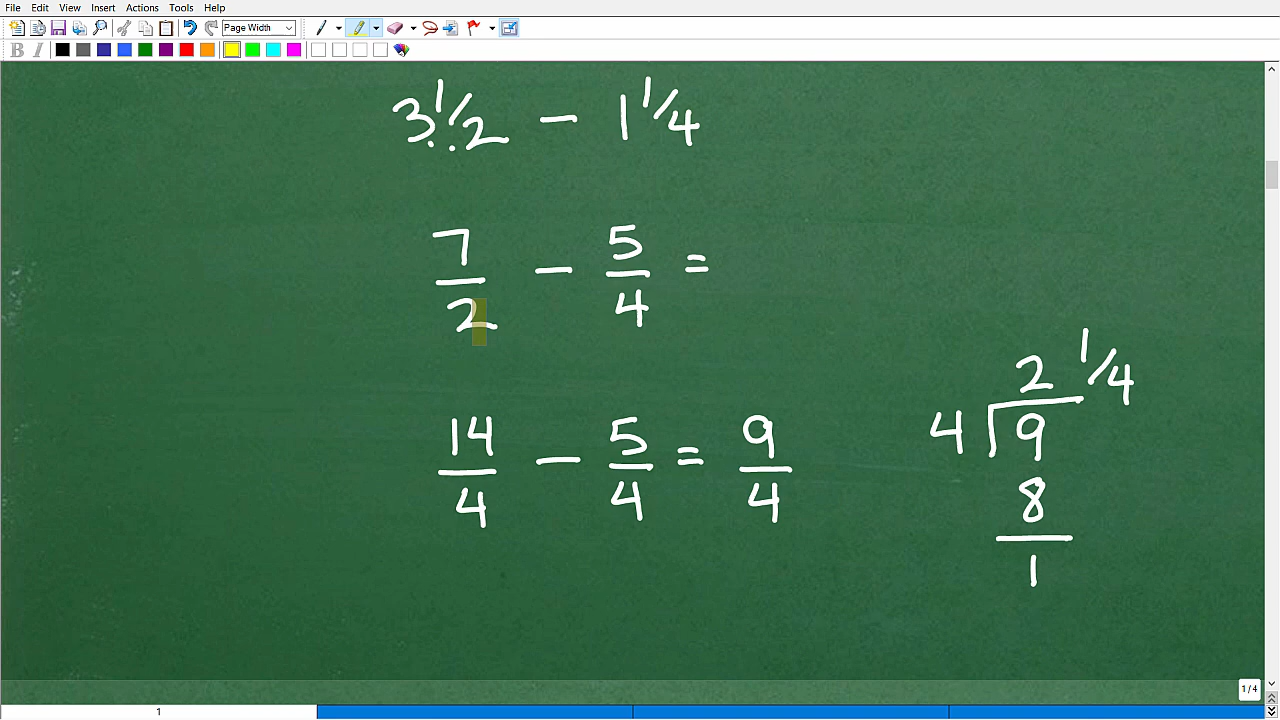 File Edit View Insert Actions Tools Help
Page Width
B I
3 1/2 − 1 1/4
7/2 − 5/4 =
2 1/4
14/4 − 5/4 = 9/4
4 9
8
1
1/4
1